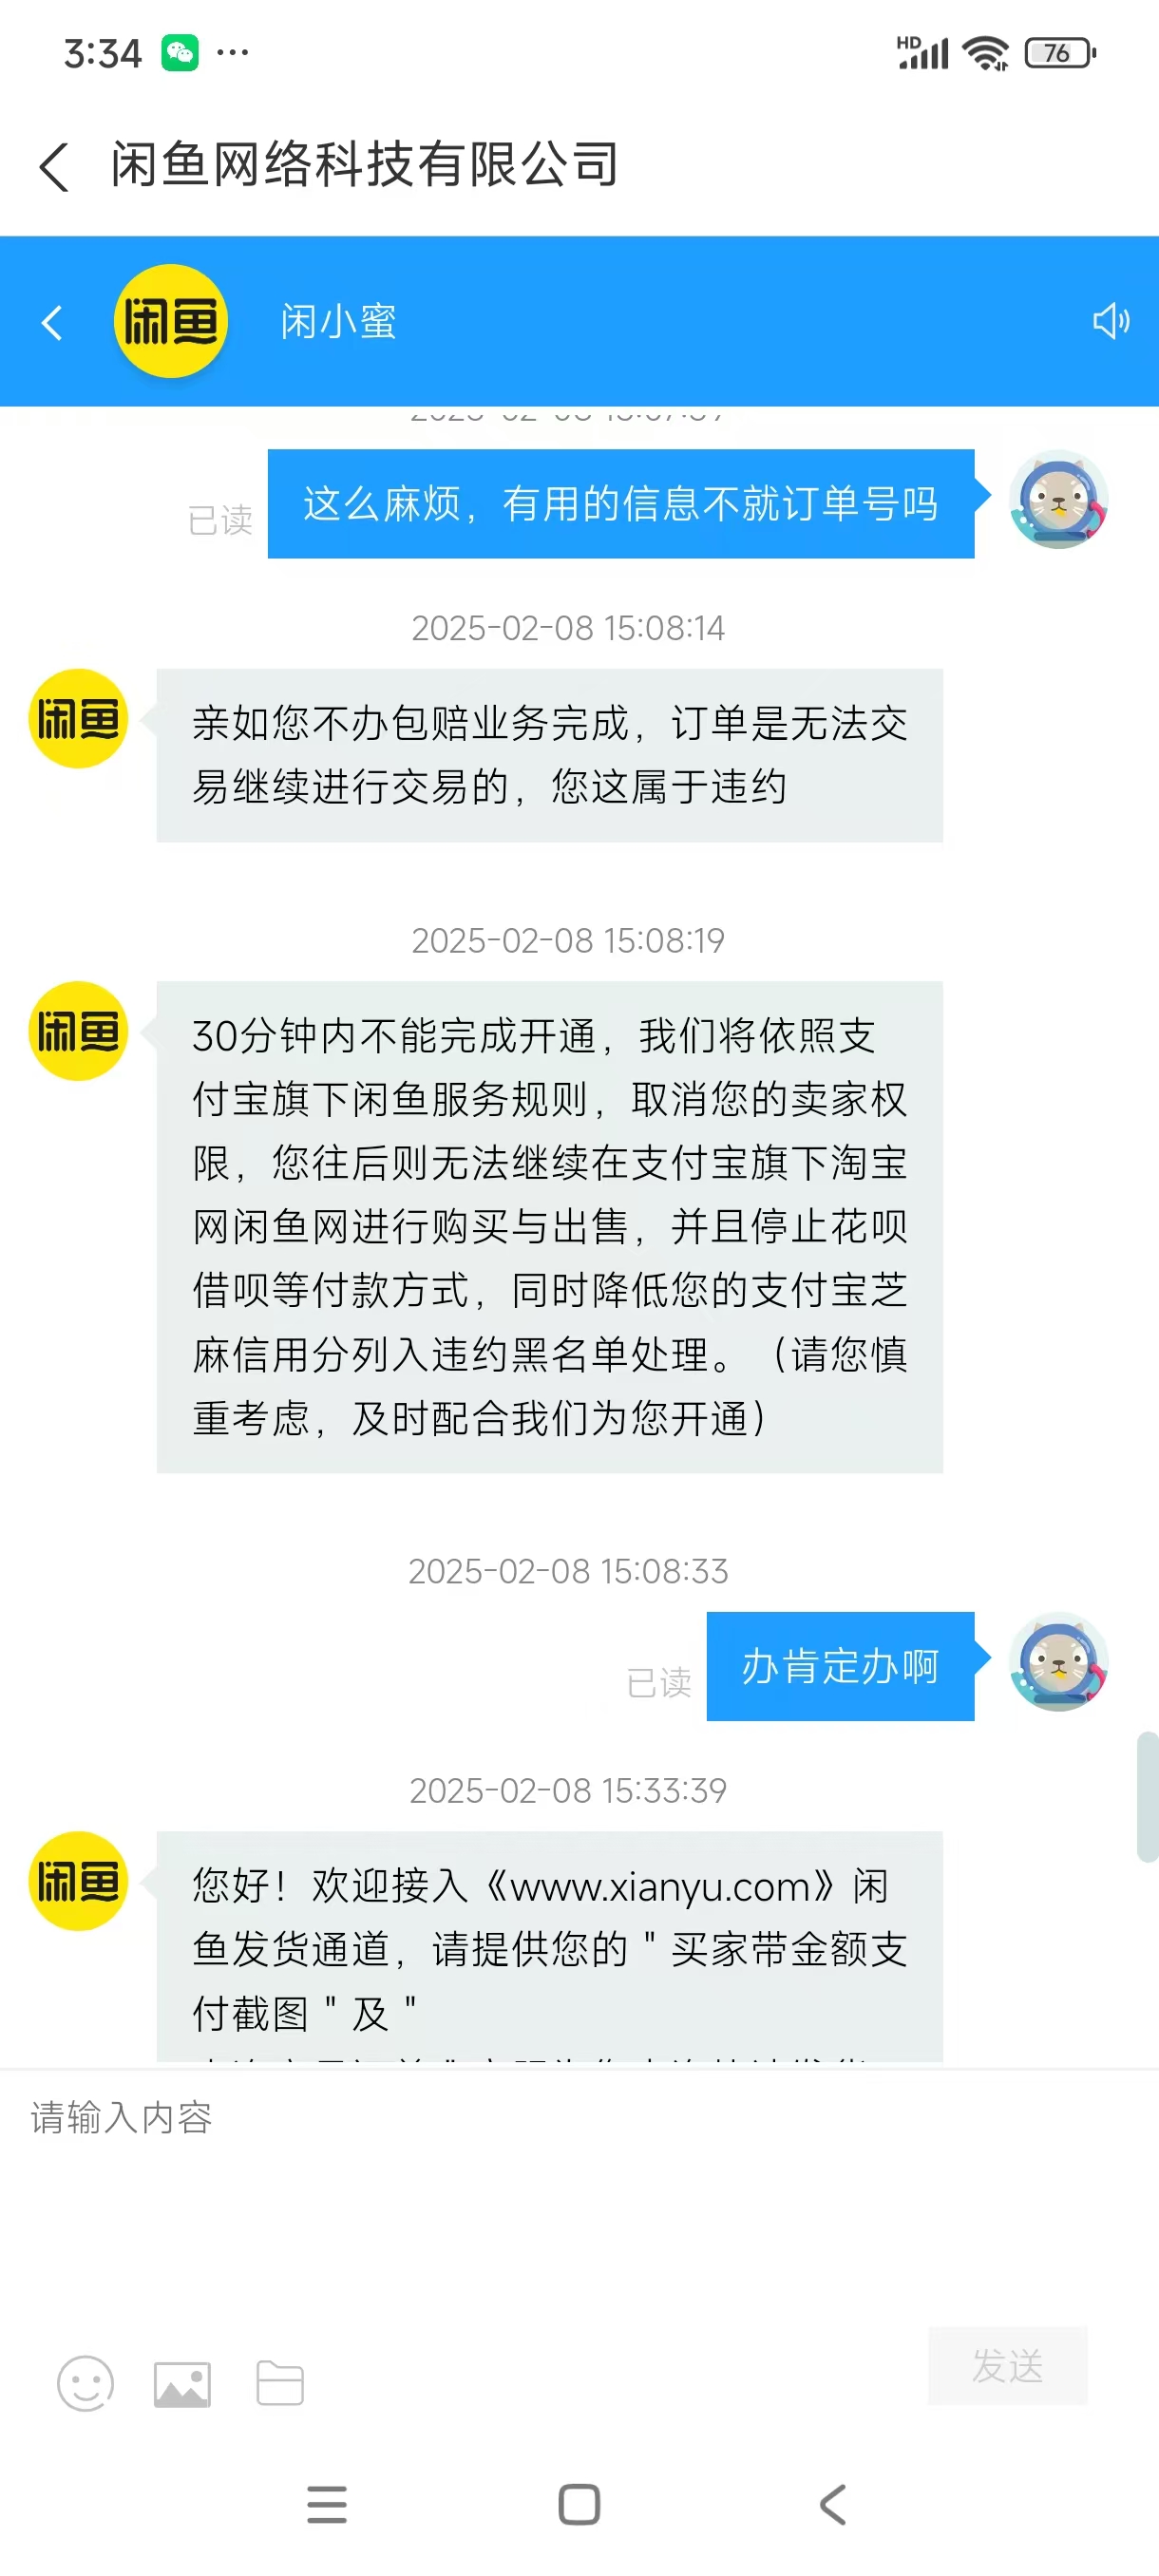 3:34
HD
76
闲鱼网络科技有限公司
闲鱼
闲小蜜
这么麻烦，有用的信息不就订单号吗
已读
2025-02-08 15:08:14
闲鱼
亲如您不办包赔业务完成，订单是无法交
易继续进行交易的，您这属于违约
2025-02-08 15:08:19
闲鱼
30分钟内不能完成开通，我们将依照支
付宝旗下闲鱼服务规则，取消您的卖家权
限，您往后则无法继续在支付宝旗下淘宝
网闲鱼网进行购买与出售，并且停止花呗
借呗等付款方式，同时降低您的支付宝芝
麻信用分列入违约黑名单处理。（请您慎
重考虑，及时配合我们为您开通）
2025-02-08 15:08:33
办肯定办啊
已读
2025-02-08 15:33:39
闲鱼
您好！欢迎接入《www.xianyu.com》闲
鱼发货通道，请提供您的＂买家带金额支
付截图＂及＂
请输入内容
发送